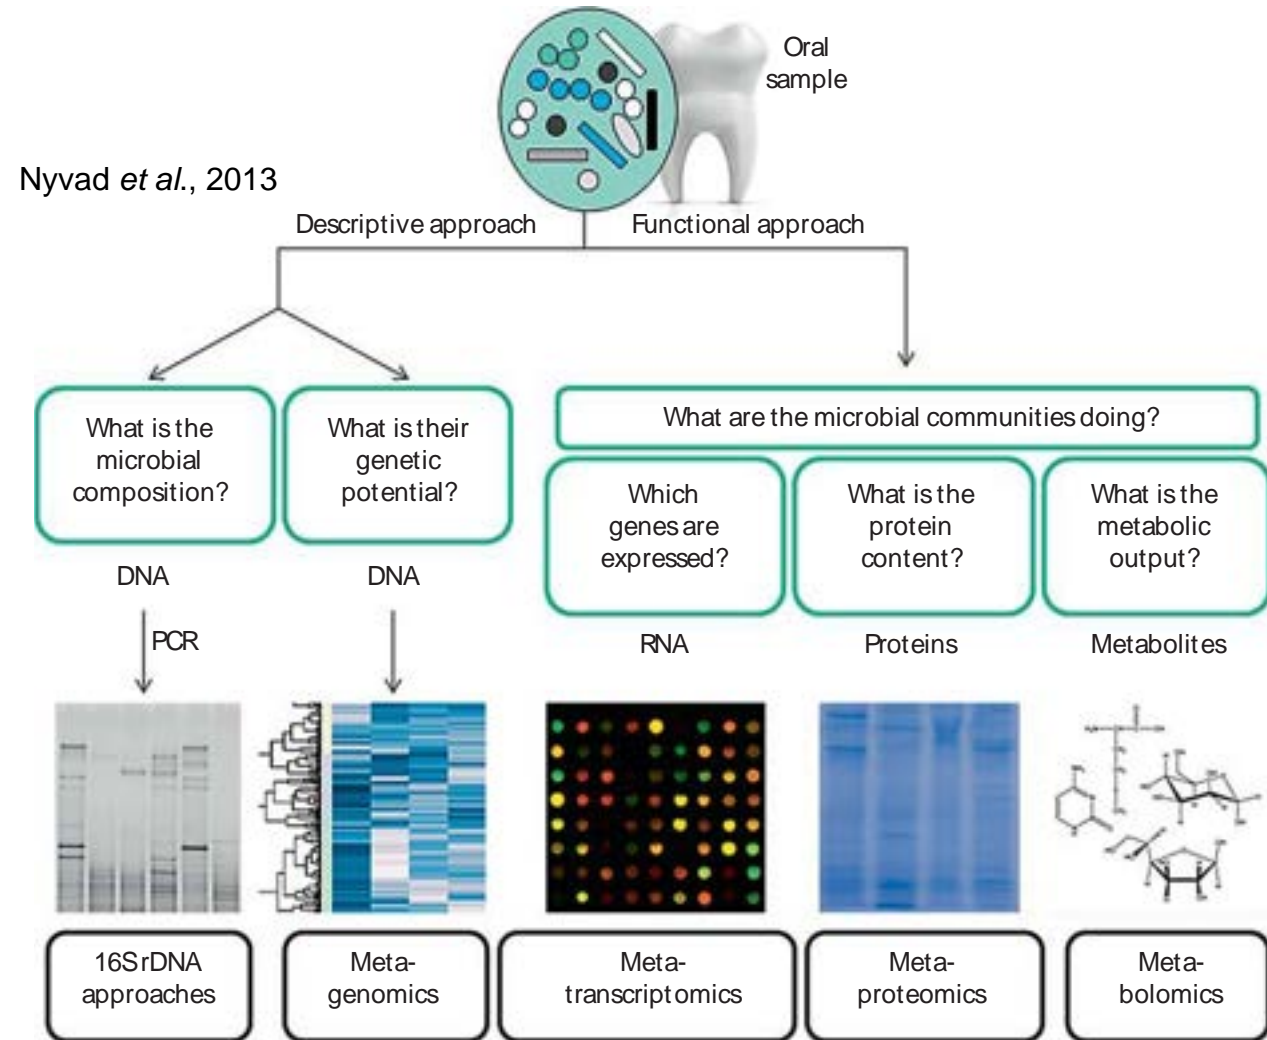 Oral
sample
Nyvad et al., 2013
Descriptive approach
Functional approach
What is the
microbial
composition?
What is their
genetic
potential?
What are the microbial communities doing?
Which
genes are
expressed?
What is the
protein
content?
What is the
metabolic
output?
DNA
DNA
PCR
RNA
Proteins
Metabolites
16SrDNA
approaches
Meta-
genomics
Meta-
transcriptomics
Meta-
proteomics
Meta-
bolomics